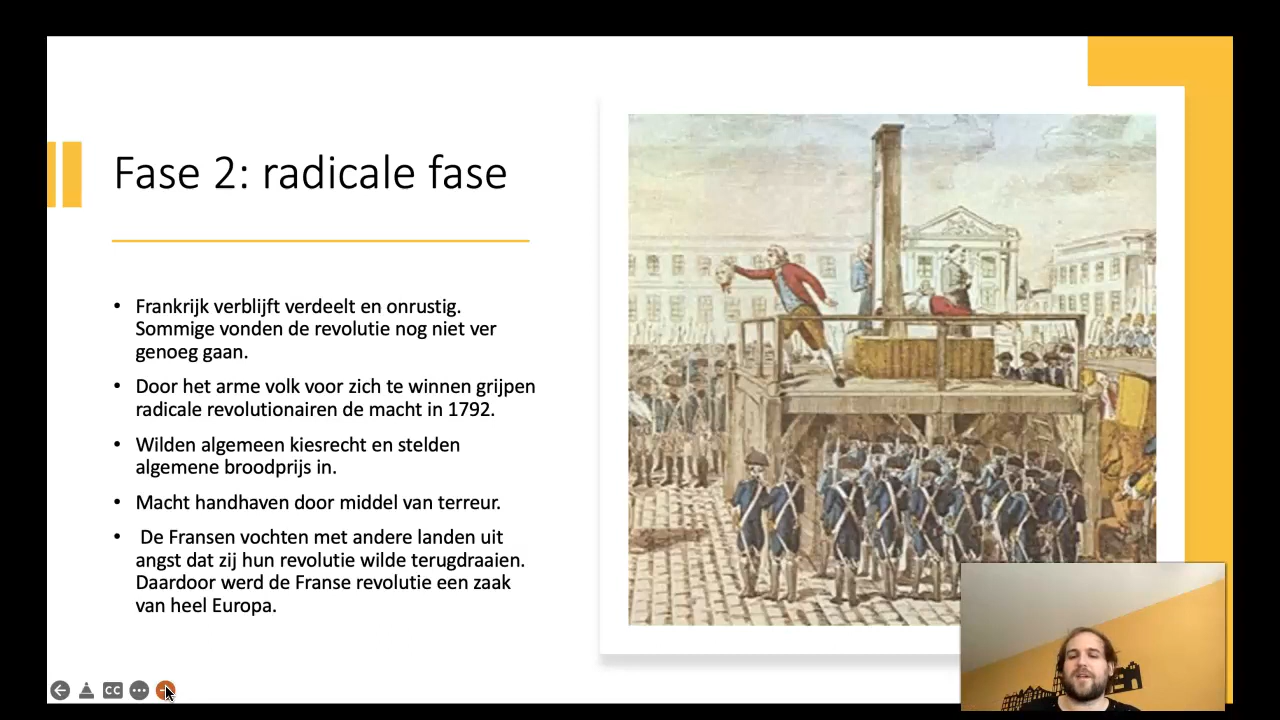 Fase 2: radicale fase
• Frankrijk verblijft verdeelt en onrustig.
Sommige vonden de revolutie nog niet ver
genoeg gaan.
• Door het arme volk voor zich te winnen grijpen
radicale revolutionairen de macht in 1792.
• Wilden algemeen kiesrecht en stelden
algemene broodprijs in.
• Macht handhaven door middel van terreur.
• De Fransen vochten met andere landen uit
angst dat zij hun revolutie wilde terugdraaien.
Daardoor werd de Franse revolutie een zaak
van heel Europa.
CC